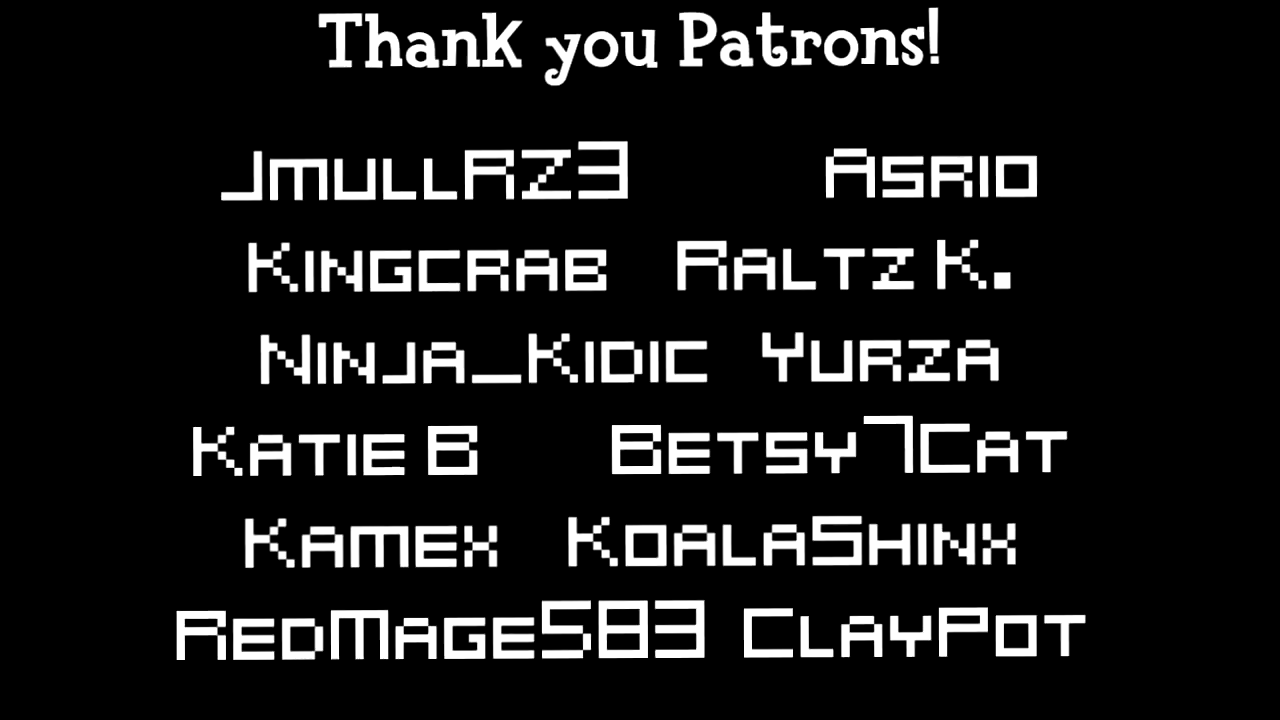 Thank you Patrons!
JmullRZ3 Asrio
Kingcrab Raltz K.
Ninja_Kidic Yurza
Katie B Betsy7Cat
Kamex KoalaShinx
RedMage583 ClayPot